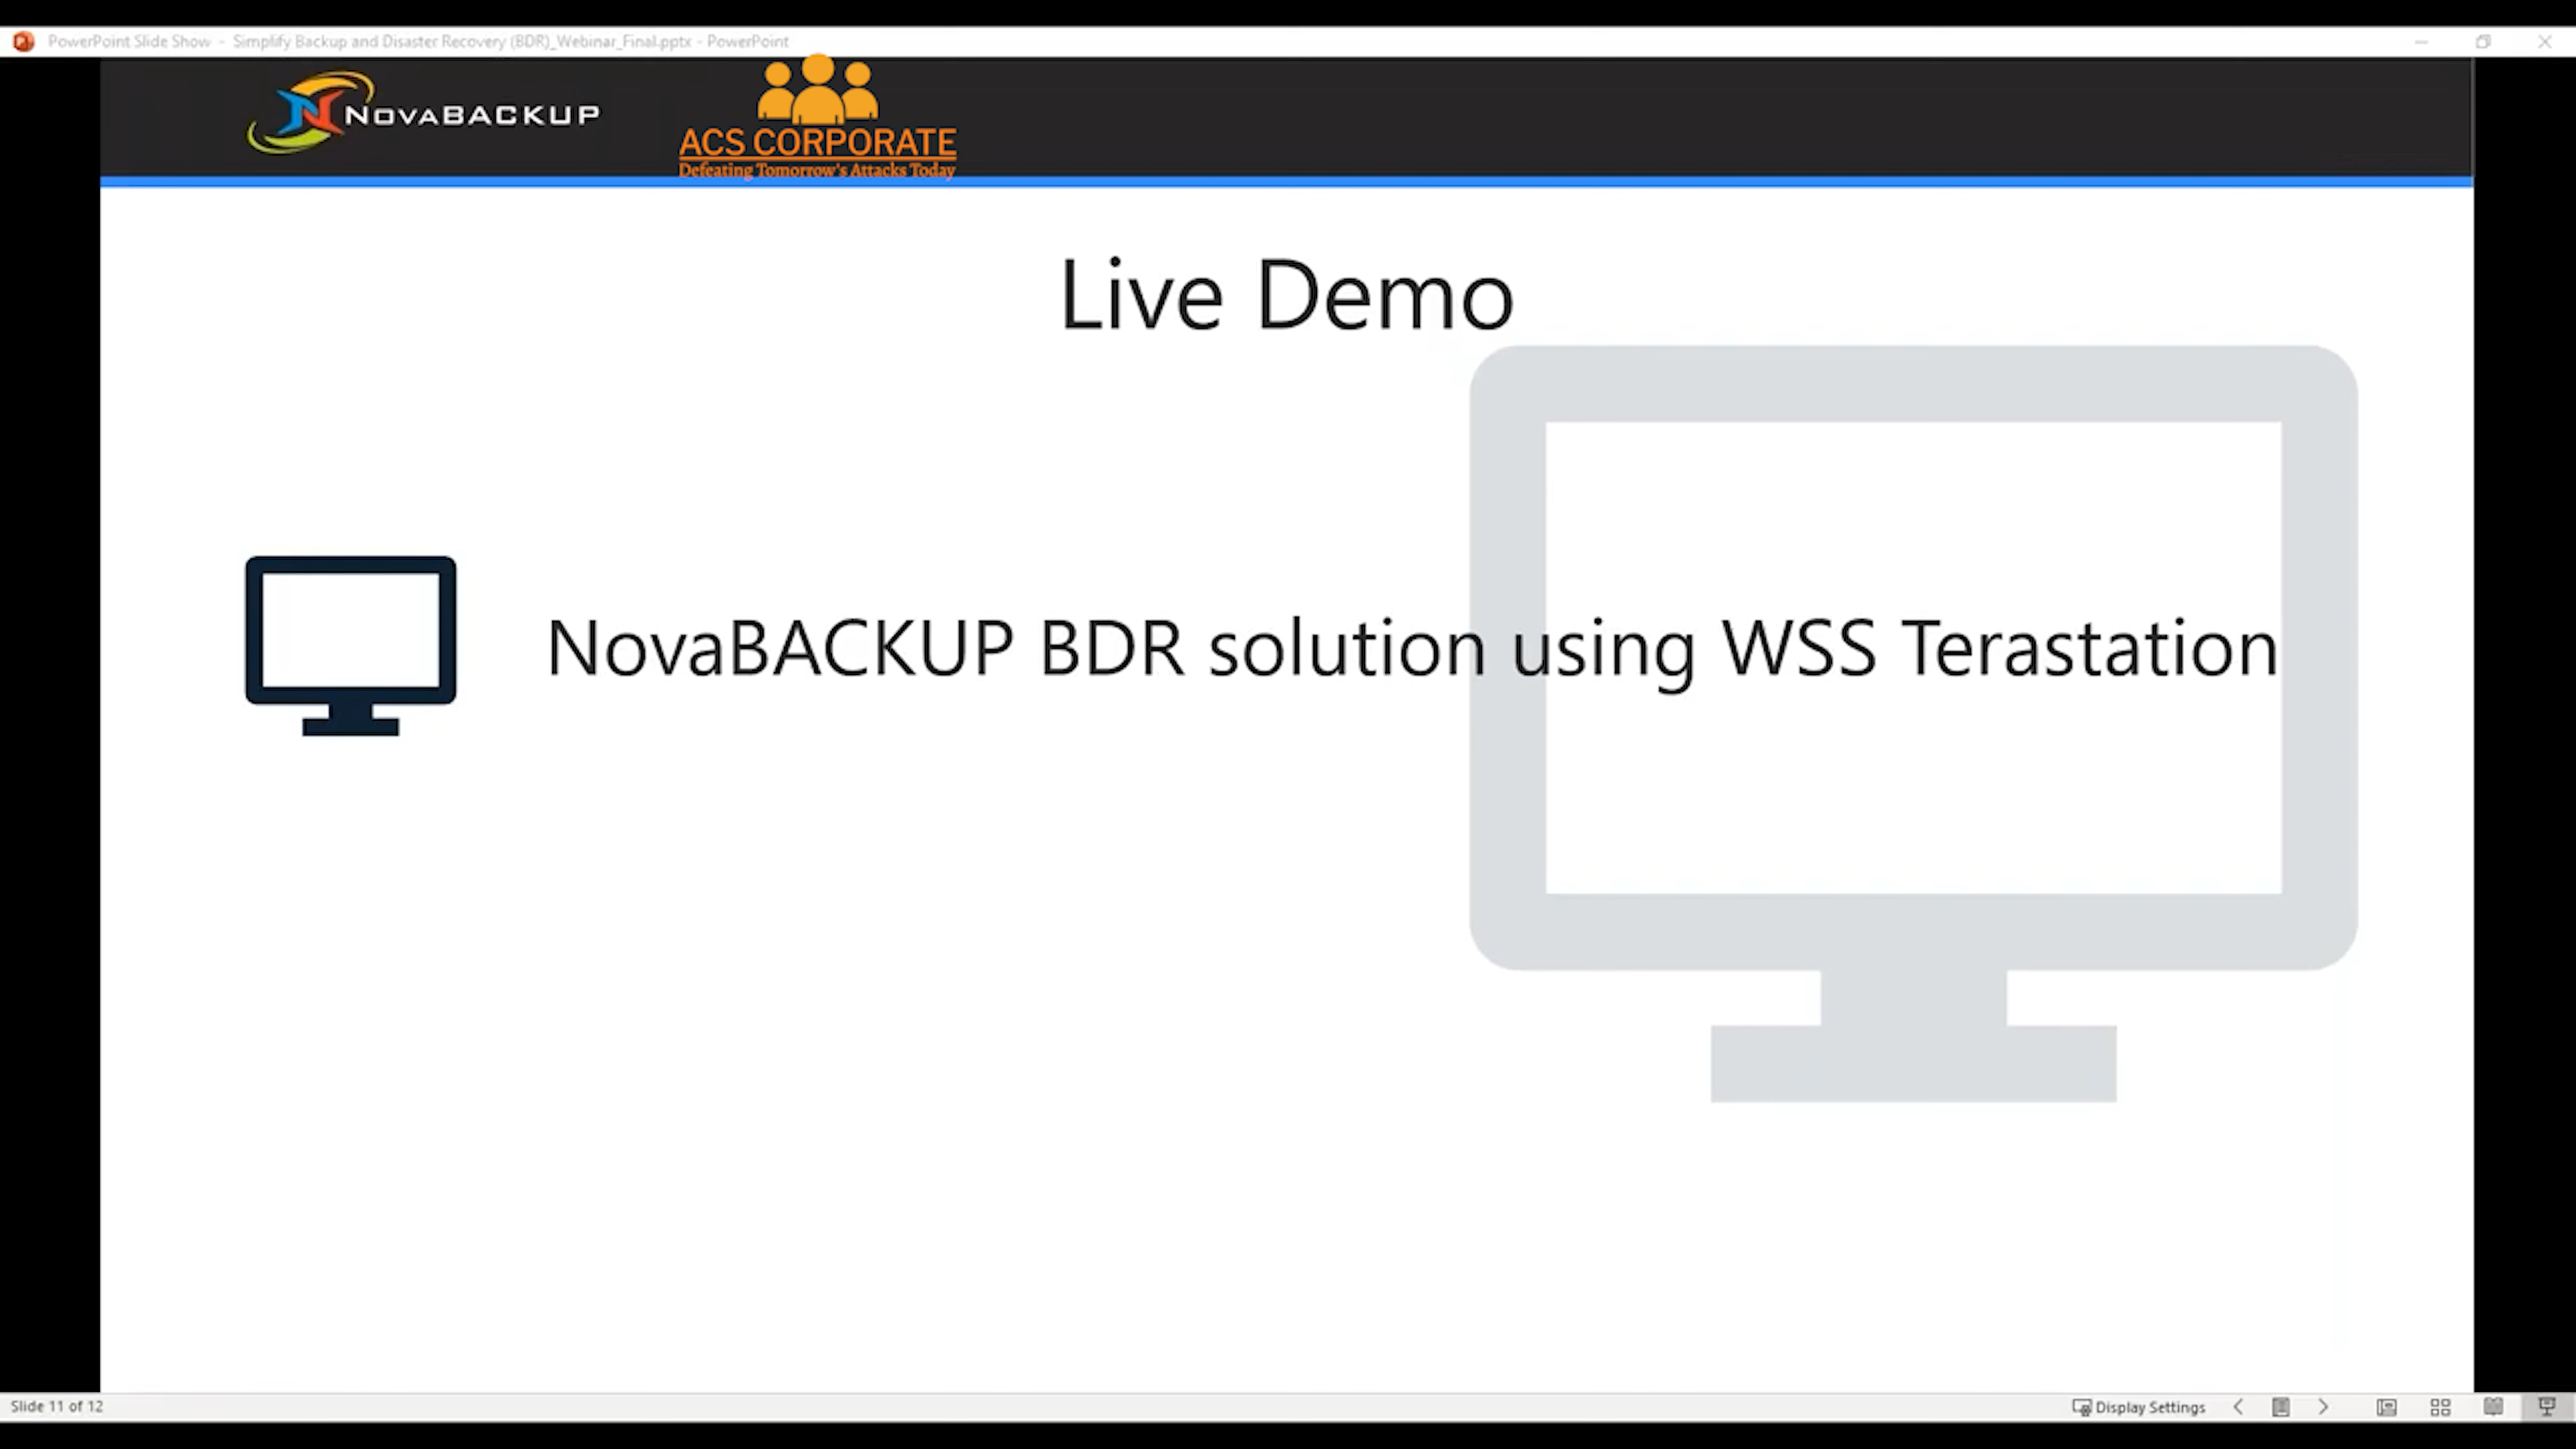 PowerPoint Slide Show - Simplify Backup and Disaster Recovery (BDR)_Webinar_Final.pptx - PowerPoint
NovaBACKUP
ACS CORPORATE
Defeating Tomorrow's Attacks Today
Live Demo
NovaBACKUP BDR solution using WSS Terastation
Slide 11 of 12
Display Settings